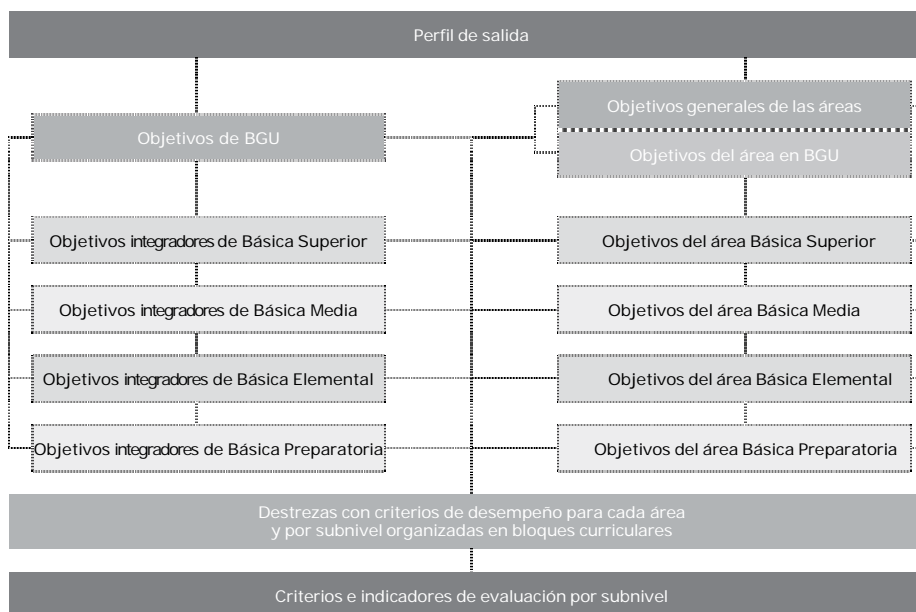 Perfil de salida
Objetivos generales de las áreas
Objetivos de BGU
Objetivos del área en BGU
Objetivos integradores de Básica Superior
Objetivos del área Básica Superior
Objetivos integradores de Básica Media
Objetivos del área Básica Media
Objetivos integradores de Básica Elemental
Objetivos del área Básica Elemental
Objetivos integradores de Básica Preparatoria
Objetivos del área Básica Preparatoria
Destrezas con criterios de desempeño para cada área
y por subnivel organizadas en bloques curriculares
Criterios e indicadores de evaluación por subnivel